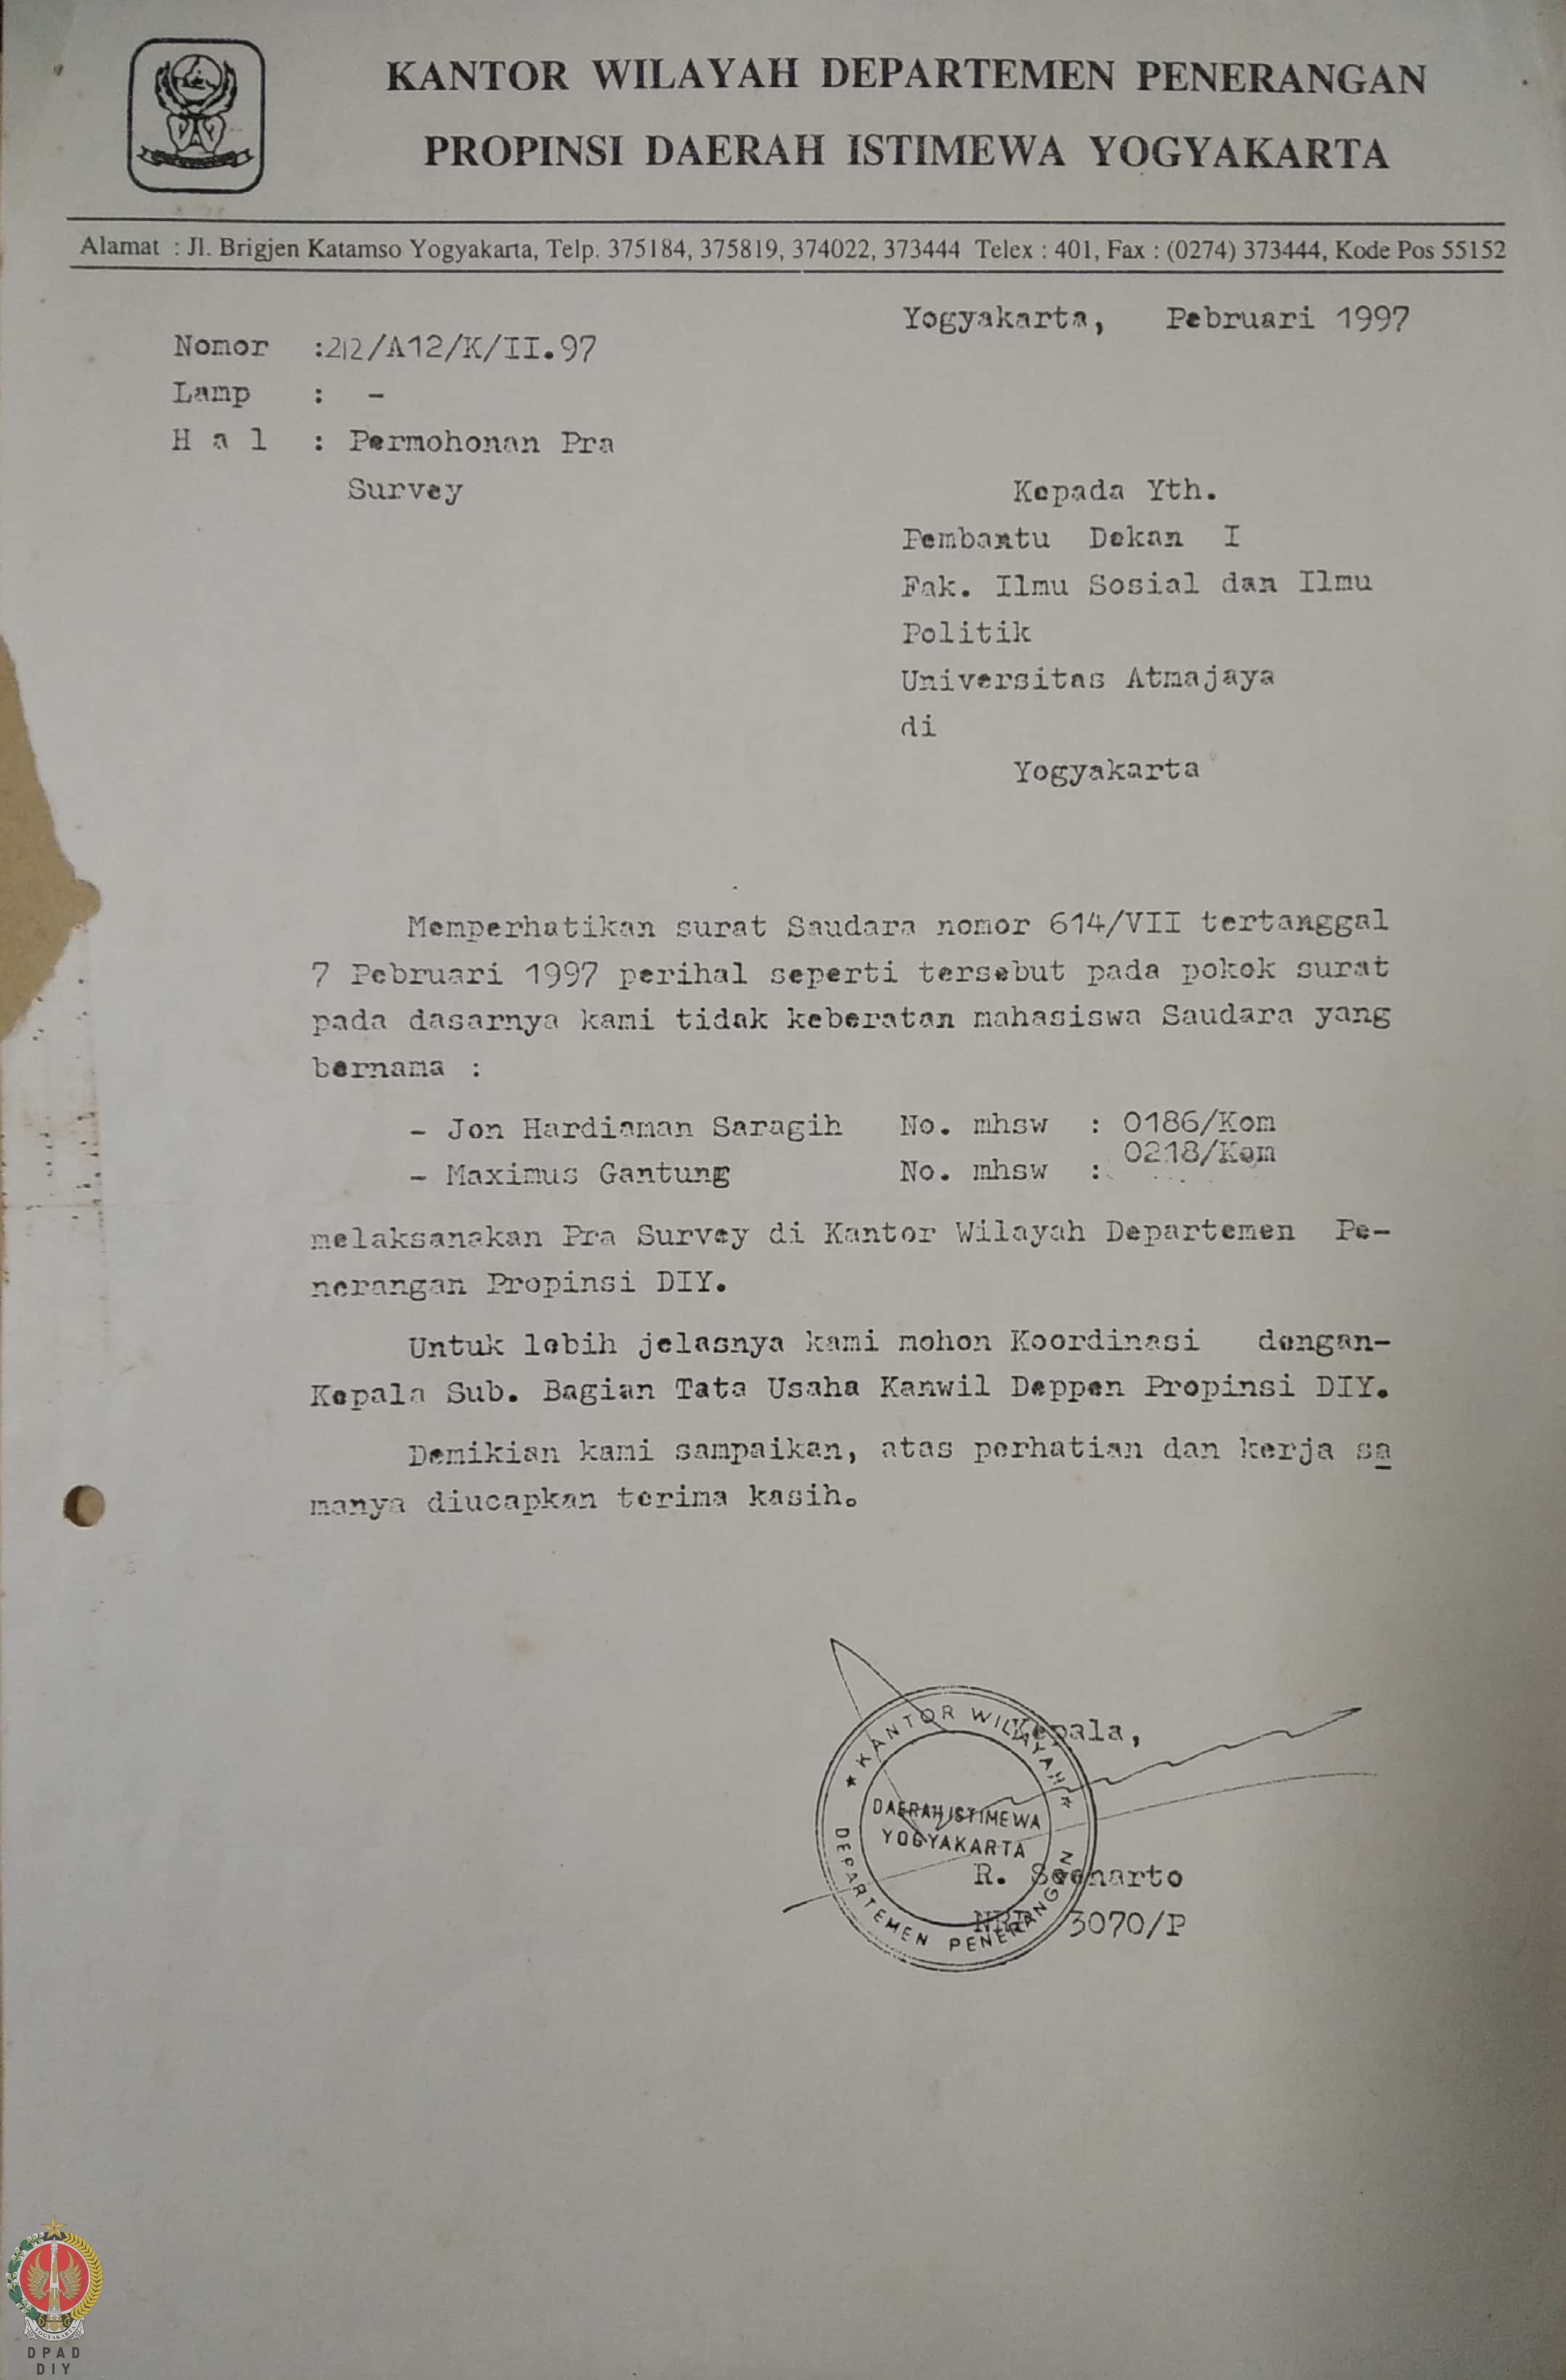 KANTOR WILAYAH DEPARTEMEN PENERANGAN
PROPINSI DAERAH ISTIMEWA YOGYAKARTA
Alamat : Jl. Brigjen Katamso Yogyakarta, Telp. 375184, 375819, 374022, 373444 Telex : 401, Fax : (0274) 373444, Kode Pos 55152
Yogyakarta, Pebruari 1997
Nomor :212/A12/K/II.97
Lamp : -
H a l : Permohonan Pra
Survey
Kepada Yth.
Pembantu Dekan I
Fak. Ilmu Sosial dan Ilmu
Politik
Universitas Atmajaya
di
Yogyakarta
Memperhatikan surat Saudara nomor 614/VII tertanggal
7 Pebruari 1997 perihal seperti tersebut pada pokok surat
pada dasarnya kami tidak keberatan mahasiswa Saudara yang
bernama :
- Jon Hardiaman Saragih No. mhsw : 0186/Kom
- Maximus Gantung No. mhsw : 0218/Kom
melaksanakan Pra Survey di Kantor Wilayah Departemen Pe-
nerangan Propinsi DIY.
Untuk lebih jelasnya kami mohon Koordinasi dengan-
Kepala Sub. Bagian Tata Usaha Kanwil Deppen Propinsi DIY.
Demikian kami sampaikan, atas perhatian dan kerja sa
manya diucapkan terima kasih.
Kepala,
KANTOR WILAYAH
DAERAH ISTIMEWA
YOGYAKARTA
DEPARTEMEN PENERANGAN
R. Soenarto
NRP. 3070/P
YOGYAKARTA
DPAD
DIY